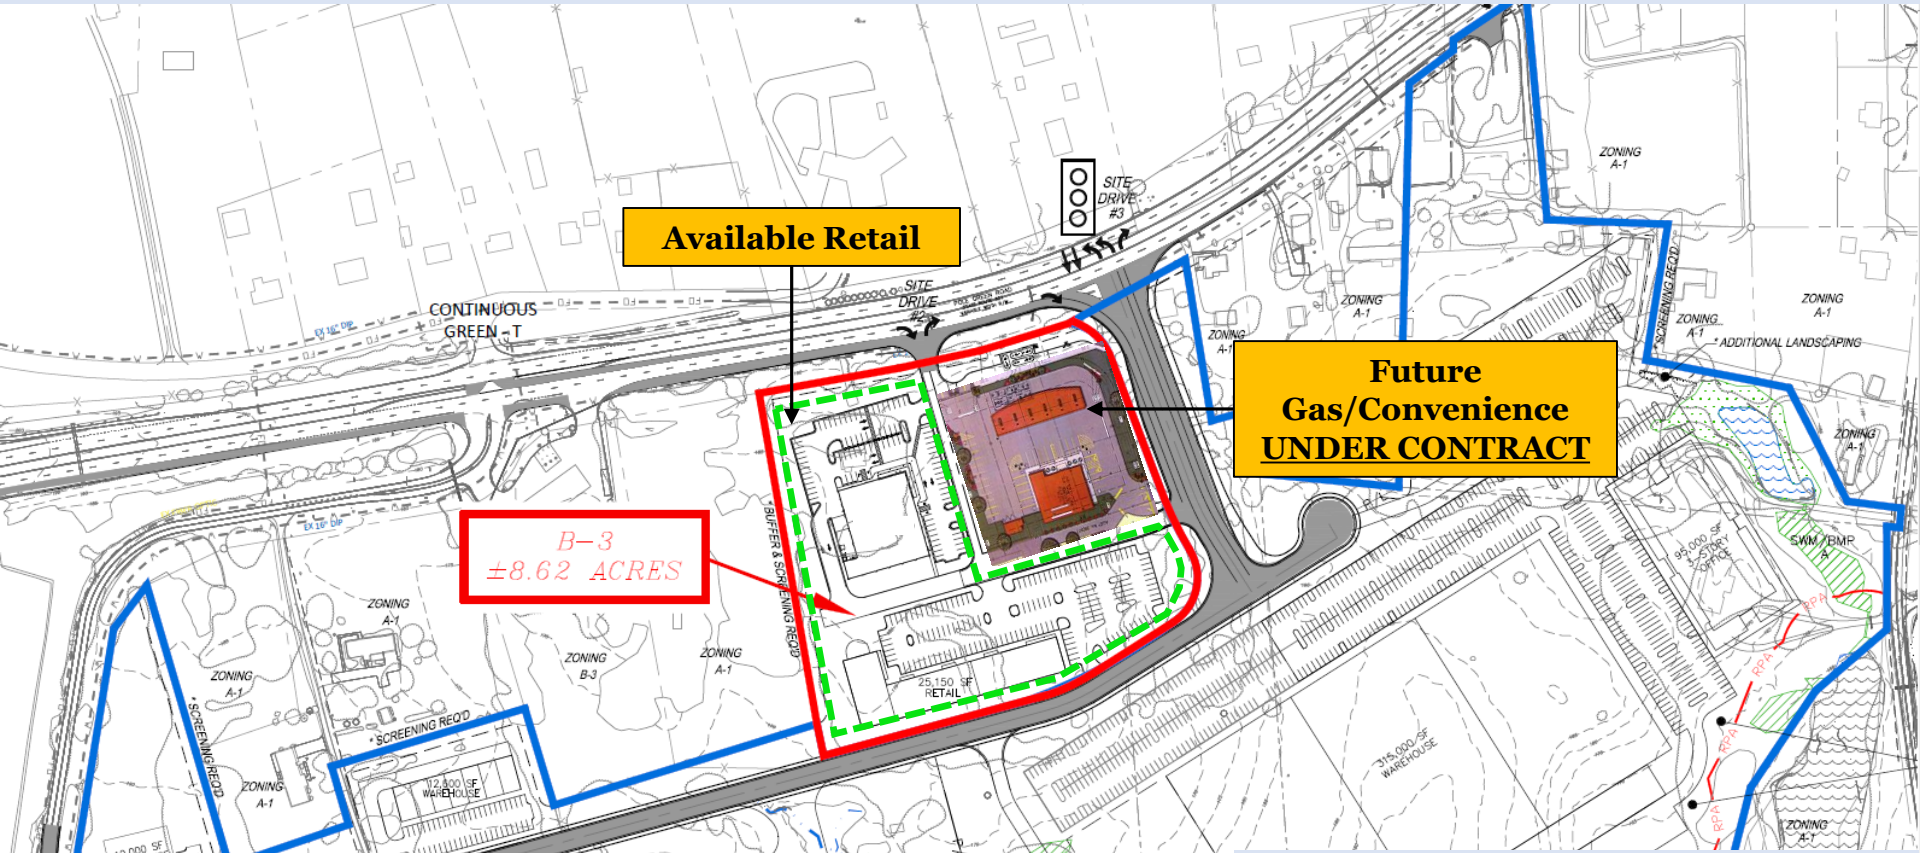 ZONING
A-1
SITE
DRIVE
#3
Available Retail
SITE
DRIVE
#2
POLE GREEN ROAD
CONTINUOUS
GREEN - T
EX 16" DIP
ZONING
A-1
ZONING
A-1
SCREENING REQ'D
ZONING
A-1
ZONING
A-1
* ADDITIONAL LANDSCAPING
Future
Gas/Convenience
UNDER CONTRACT
ZONING
A-1
EX 16" DIP
B-3
±8.62 ACRES
* BUFFER & SCREENING REQ'D
95,000 SF
3-STORY
OFFICE
SWM/BMP
A
RPA
RPA
RPA
RPA
ZONING
A-1
ZONING
B-3
ZONING
A-1
ZONING
A-1
* SCREENING REQ'D
* SCREENING REQ'D
25,150 SF
RETAIL
315,000 SF
WAREHOUSE
ZONING
A-1
12,600 SF
WAREHOUSE
ZONING
A-1